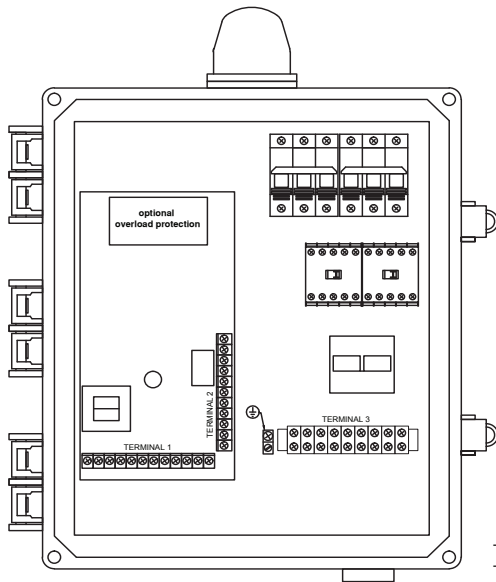 optional
overload protection
TERMINAL 2
TERMINAL 3
TERMINAL 1